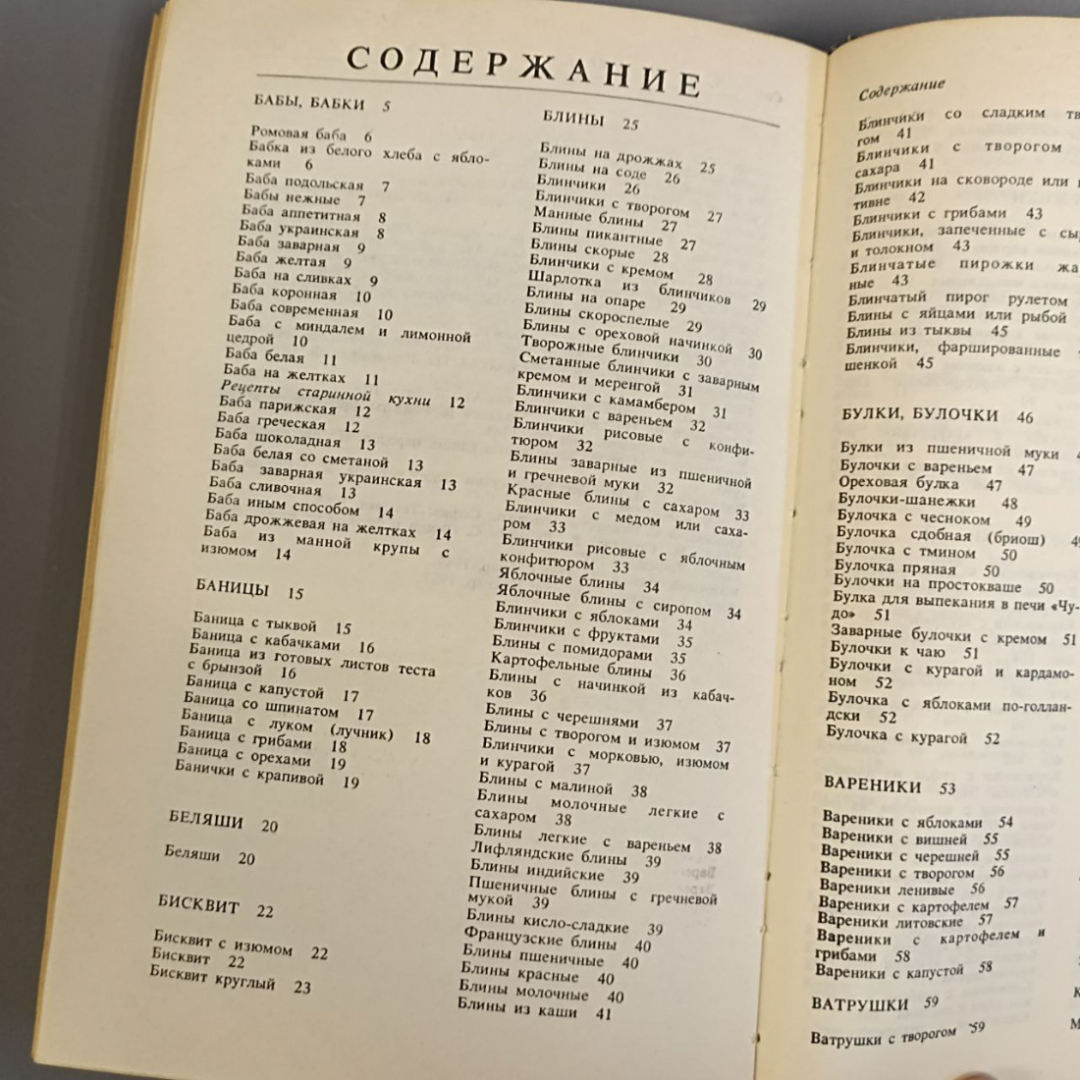 СОДЕРЖАНИЕ
БАБЫ, БАБКИ 5
Ромовая баба 6
Бабка из белого хлеба с ябло-
ками 6
Баба подольская 7
Бабы нежные 7
Баба аппетитная 8
Баба украинская 8
Баба заварная 9
Баба желтая 9
Баба на сливках 9
Баба коронная 10
Баба современная 10
Баба с миндалем и лимонной
цедрой 10
Баба белая 11
Баба на желтках 11
Рецепты старинной кухни 12
Баба парижская 12
Баба греческая 12
Баба шоколадная 13
Баба белая со сметаной 13
Баба заварная украинская 13
Баба сливочная 13
Баба иным способом 14
Баба дрожжевая на желтках 14
Баба из манной крупы с
изюмом 14
БАНИЦЫ 15
Баница с тыквой 15
Баница с кабачками 16
Баница из готовых листов теста
с брынзой 16
Баница с капустой 17
Баница со шпинатом 17
Баница с луком (лучник) 18
Баница с грибами 18
Баница с орехами 19
Банички с крапивой 19
БЕЛЯШИ 20
Беляши 20
БИСКВИТ 22
Бисквит с изюмом 22
Бисквит 22
Бисквит круглый 23
БЛИНЫ 25
Блины на дрожжах 25
Блины на соде 26
Блинчики 26
Блинчики с творогом 27
Манные блины 27
Блины пикантные 27
Блины скорые 28
Блинчики с кремом 28
Шарлотка из блинчиков 29
Блины на опаре 29
Блины скороспелые 29
Блины с ореховой начинкой 30
Творожные блинчики 30
Сметанные блинчики с заварным
кремом и меренгой 31
Блинчики с камамбером 31
Блинчики с вареньем 32
Блинчики рисовые с конфи-
тюром 32
Блины заварные из пшеничной
и гречневой муки 32
Красные блины с сахаром 33
Блинчики с медом или саха-
ром 33
Блинчики рисовые с яблочным
конфитюром 33
Яблочные блины 34
Яблочные блины с сиропом 34
Блинчики с яблоками 34
Блинчики с фруктами 35
Блины с помидорами 35
Картофельные блины 36
Блины с начинкой из кабач-
ков 36
Блины с черешнями 37
Блины с творогом и изюмом 37
Блинчики с морковью, изюмом
и курагой 37
Блины с малиной 38
Блины молочные легкие с
сахаром 38
Блины легкие с вареньем 38
Лифляндские блины 39
Блины индийские 39
Пшеничные блины с гречневой
мукой 39
Блины кисло-сладкие 39
Французские блины 40
Блины пшеничные 40
Блины красные 40
Блины молочные 40
Блины из каши 41
Содержание
Блинчики со сладким тв
гом 41
Блинчики с творогом
сахара 41
Блинчики на сковороде или
тивне 42
Блинчики с грибами 43
Блинчики, запеченные с сы
и толокном 43
Блинчатые пирожки жа
ные 43
Блинчатый пирог рулетом
Блины с яйцами или рыбой
Блины из тыквы 45
Блинчики, фаршированные
шенкой 45
БУЛКИ, БУЛОЧКИ 46
Булки из пшеничной муки
Булочки с вареньем 47
Ореховая булка 47
Булочки-шанежки 48
Булочка с чесноком 49
Булочка сдобная (бриош) 49
Булочка с тмином 50
Булочка пряная 50
Булочки на простокваше 50
Булка для выпекания в печи «Чу-
до» 51
Заварные булочки с кремом 51
Булочки к чаю 51
Булочки с курагой и кардамо-
ном 52
Булочка с яблоками по-голлан-
дски 52
Булочка с курагой 52
ВАРЕНИКИ 53
Вареники с яблоками 54
Вареники с вишней 55
Вареники с черешней 55
Вареники с творогом 56
Вареники ленивые 56
Вареники с картофелем 57
Вареники литовские 57
Вареники с картофелем и
грибами 58
Вареники с капустой 58
ВАТРУШКИ 59
Ватрушки с творогом 59